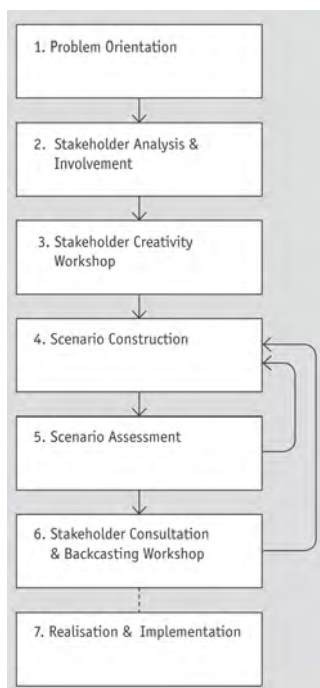 1. Problem Orientation
2. Stakeholder Analysis &
Involvement
3. Stakeholder Creativity
Workshop
4. Scenario Construction
5. Scenario Assessment
6. Stakeholder Consultation
& Backcasting Workshop
7. Realisation & Implementation